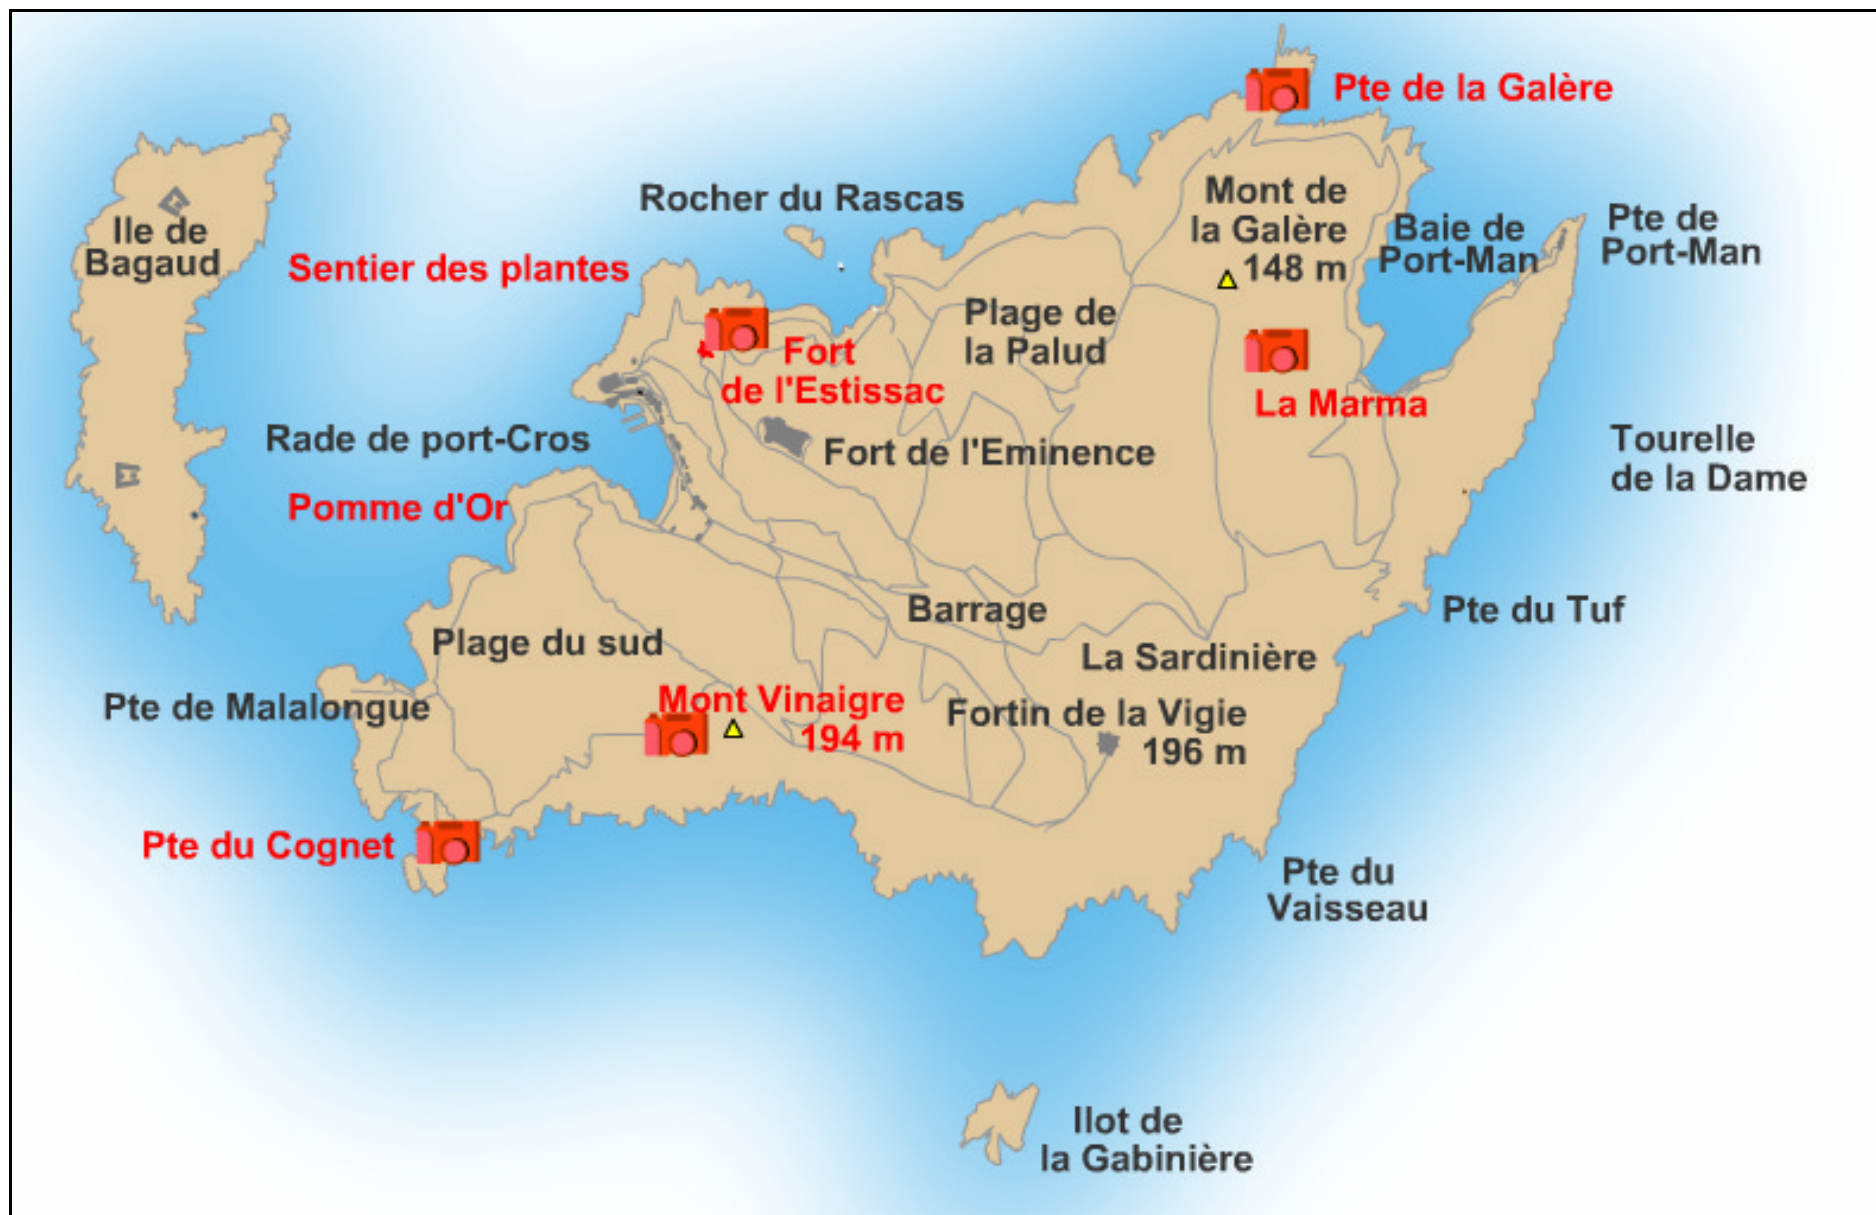 Pte de la Galère
Rocher du Rascas
Mont de
la Galère
148 m
Baie de
Port-Man
Pte de
Port-Man
Ile de
Bagaud
Sentier des plantes
Plage de
la Palud
Fort
de l'Estissac
La Marma
Rade de port-Cros
Fort de l'Eminence
Tourelle
de la Dame
Pomme d'Or
Barrage
Pte du Tuf
Plage du sud
La Sardinière
Pte de Malalongue
Mont Vinaigre
194 m
Fortin de la Vigie
196 m
Pte du Cognet
Pte du
Vaisseau
Ilot de
la Gabinière